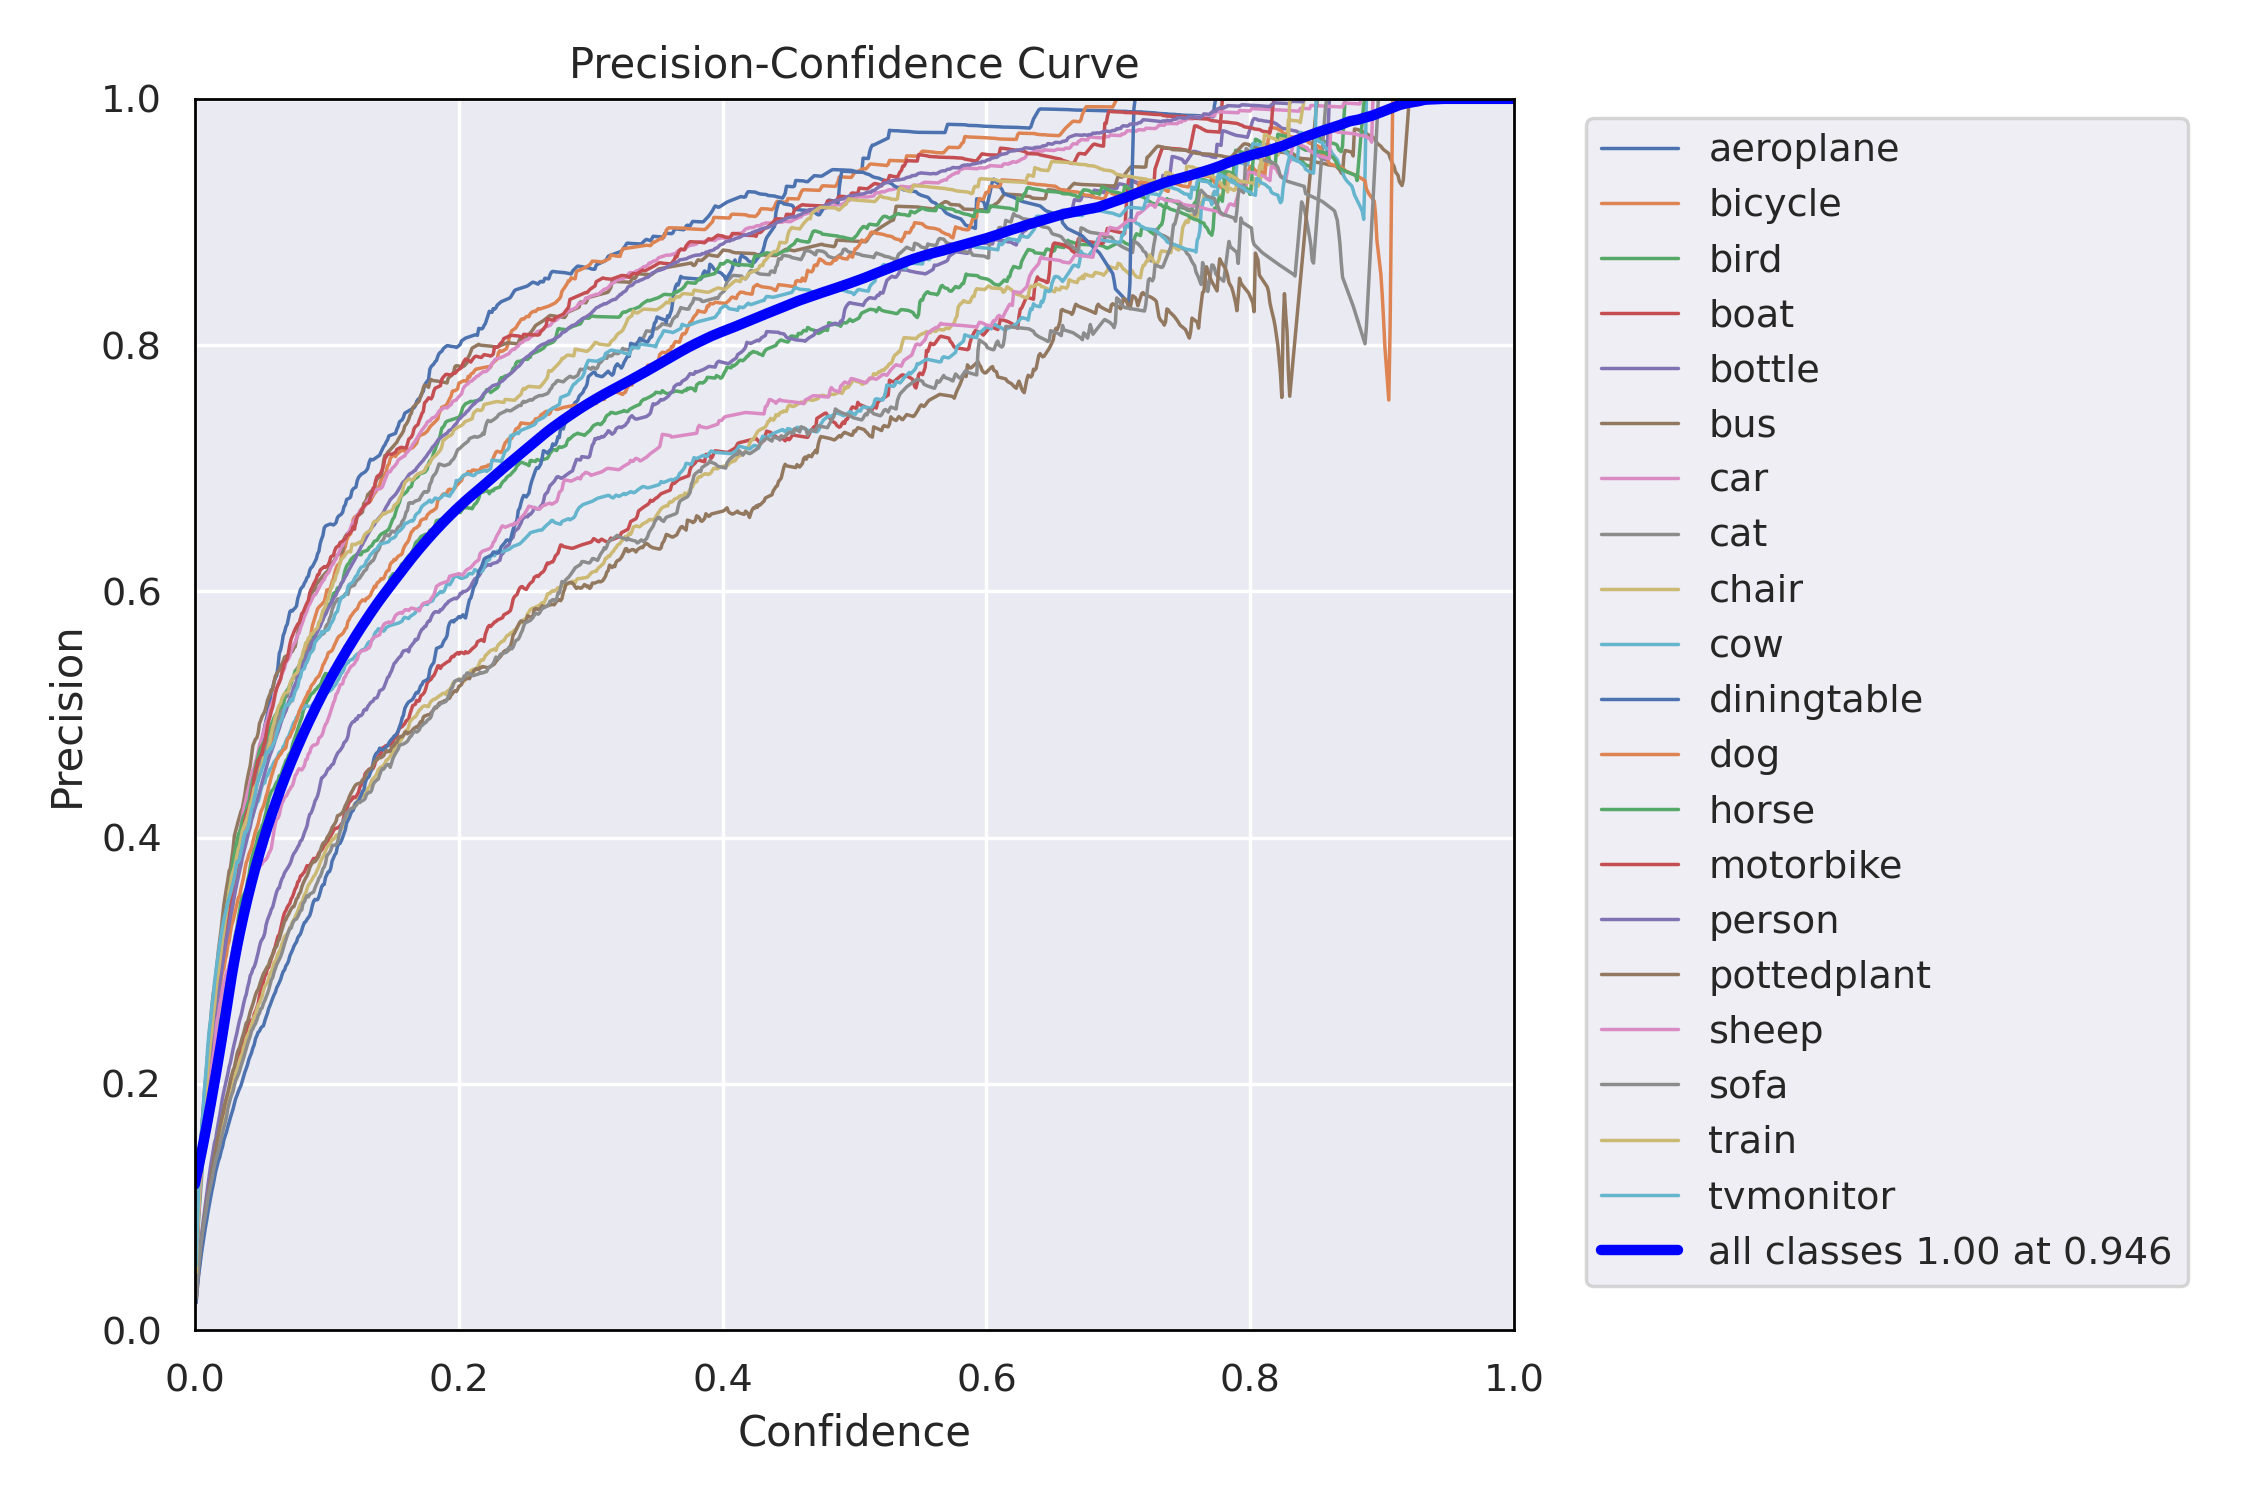 Precision-Confidence Curve
1.0
0.8
0.6
0.4
0.2
0.0
Precision
0.0 0.2 0.4 0.6 0.8 1.0
Confidence
aeroplane
bicycle
bird
boat
bottle
bus
car
cat
chair
cow
diningtable
dog
horse
motorbike
person
pottedplant
sheep
sofa
train
tvmonitor
all classes 1.00 at 0.946